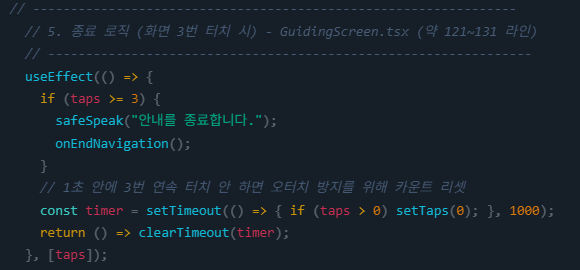 // ----------------------------------------------------------------
// 5. 종료 로직 (화면 3번 터치 시) - GuidingScreen.tsx (약 121~131 라인)
// ----------------------------------------------------------------
useEffect(() => {
if (taps >= 3) {
safeSpeak("안내를 종료합니다.");
onEndNavigation();
}
// 1초 안에 3번 연속 터치 안 하면 오터치 방지를 위해 카운트 리셋
const timer = setTimeout(() => { if (taps > 0) setTaps(0); }, 1000);
return () => clearTimeout(timer);
}, [taps]);